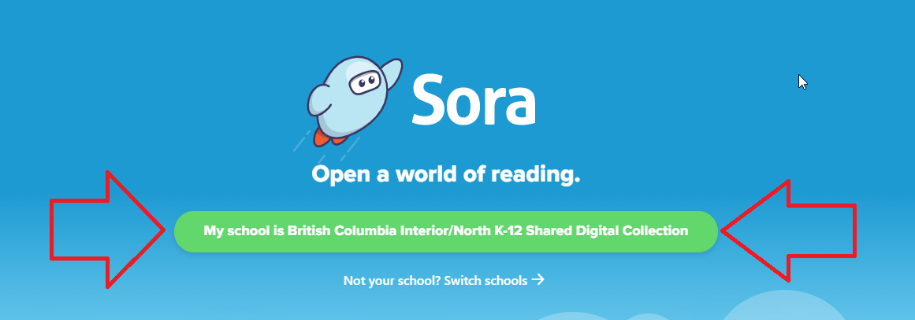 Sora
Open a world of reading.
My school is British Columbia Interior/North K-12 Shared Digital Collection
Not your school? Switch schools →